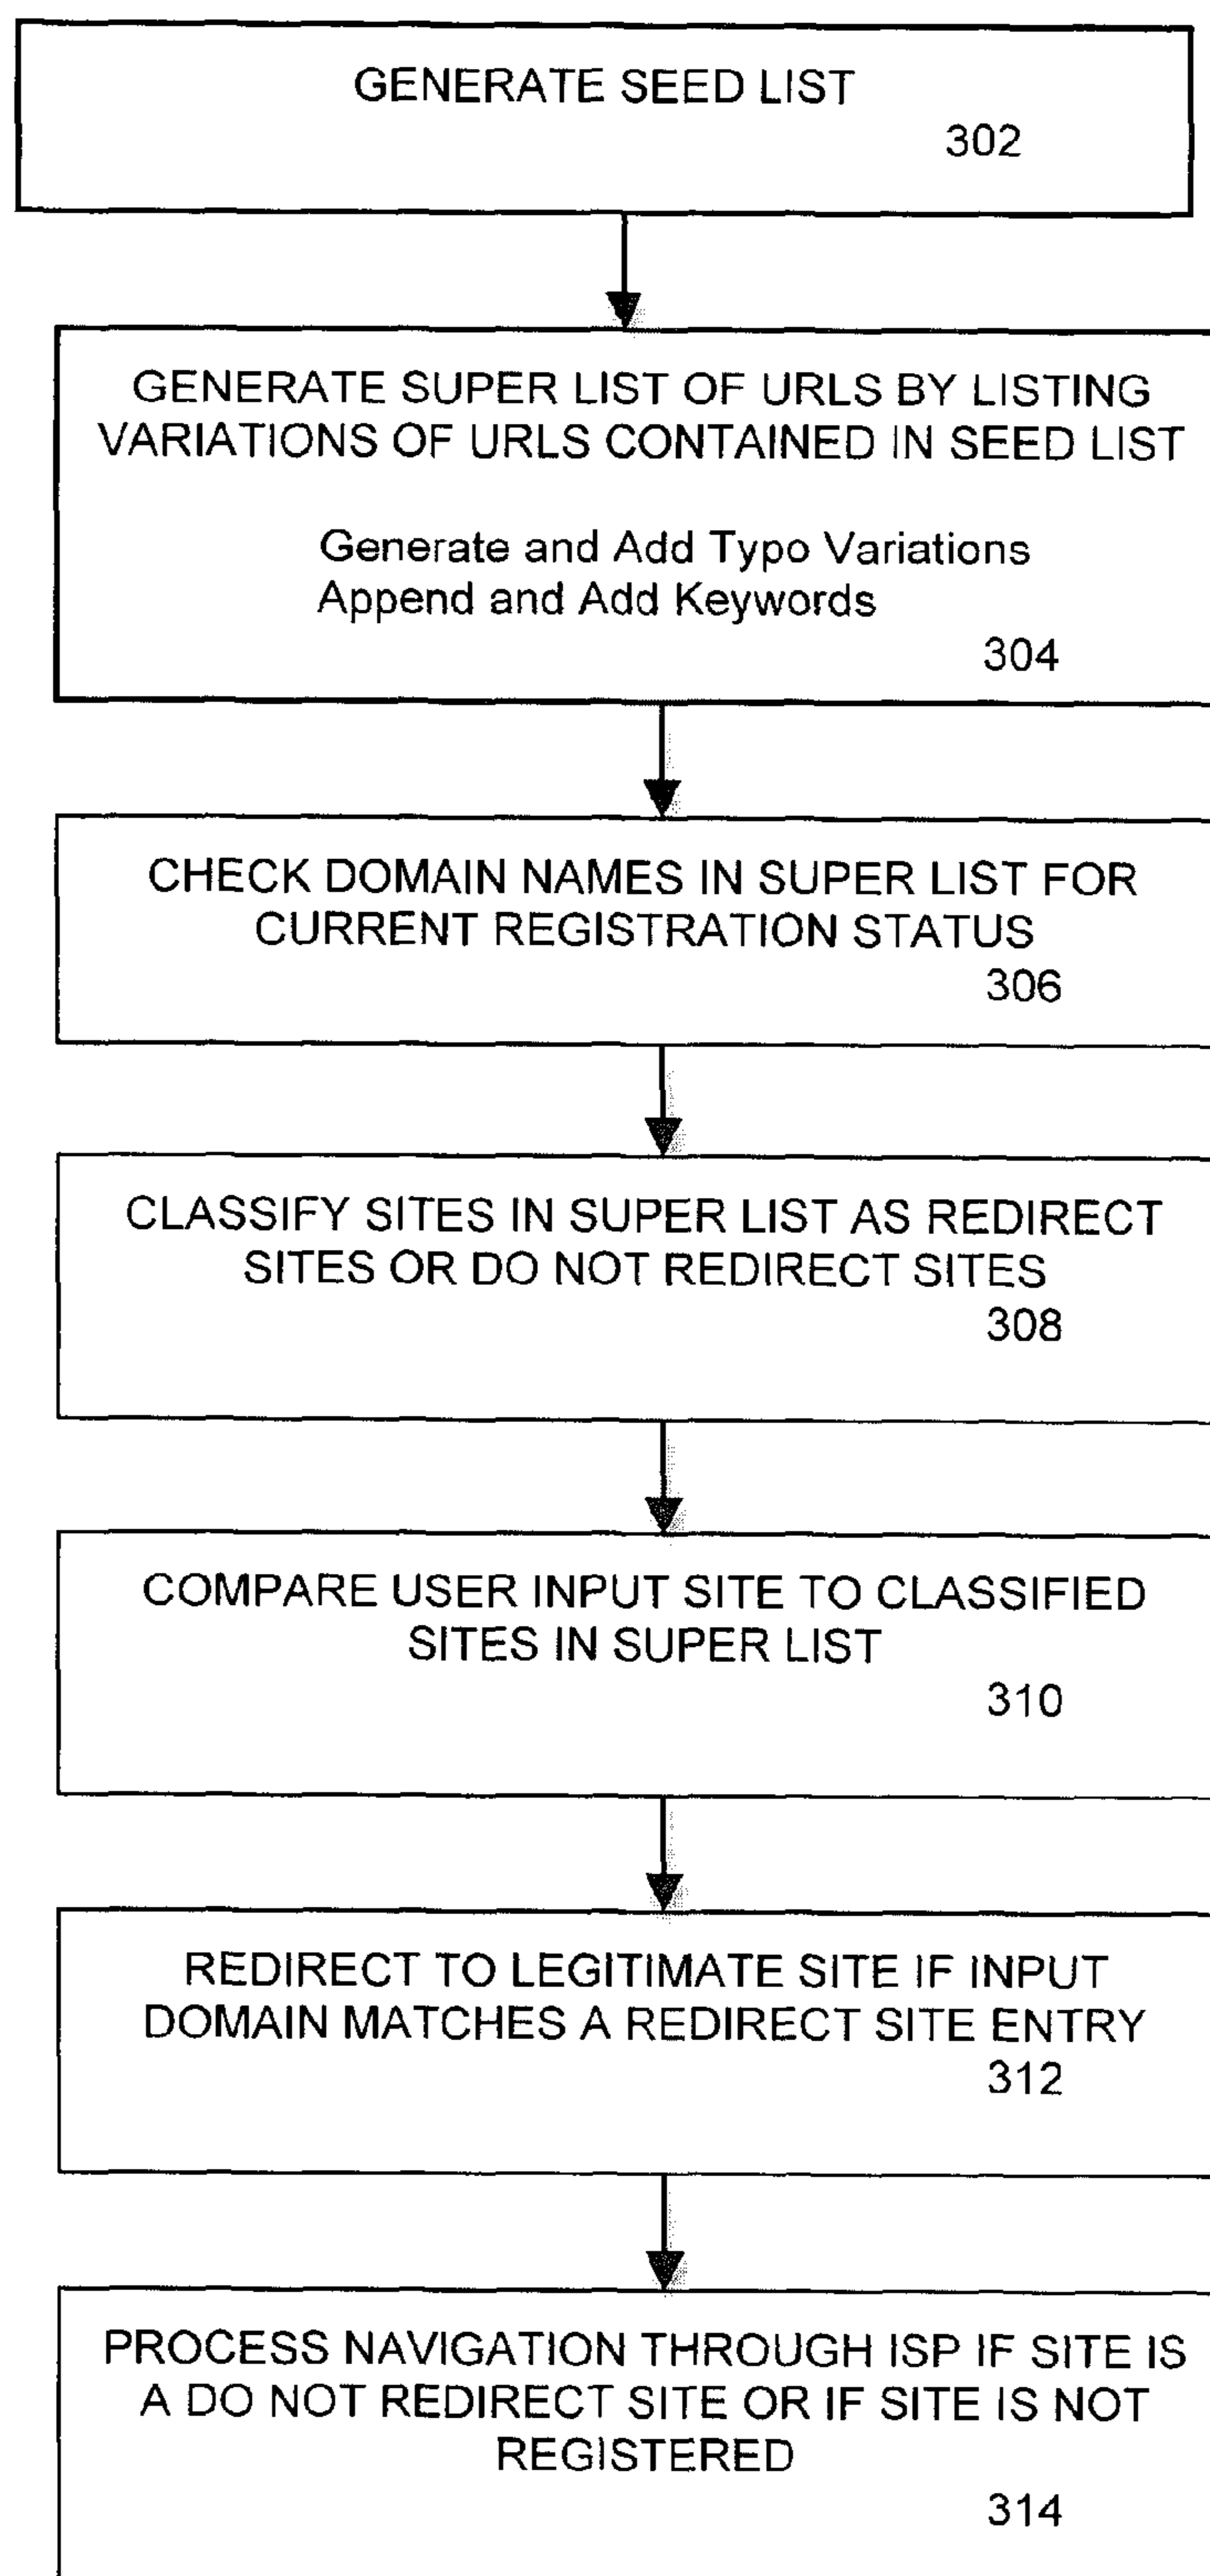 GENERATE SEED LIST
302
GENERATE SUPER LIST OF URLS BY LISTING
VARIATIONS OF URLS CONTAINED IN SEED LIST
Generate and Add Typo Variations
Append and Add Keywords
304
CHECK DOMAIN NAMES IN SUPER LIST FOR
CURRENT REGISTRATION STATUS
306
CLASSIFY SITES IN SUPER LIST AS REDIRECT
SITES OR DO NOT REDIRECT SITES
308
COMPARE USER INPUT SITE TO CLASSIFIED
SITES IN SUPER LIST
310
REDIRECT TO LEGITIMATE SITE IF INPUT
DOMAIN MATCHES A REDIRECT SITE ENTRY
312
PROCESS NAVIGATION THROUGH ISP IF SITE IS
A DO NOT REDIRECT SITE OR IF SITE IS NOT
REGISTERED
314